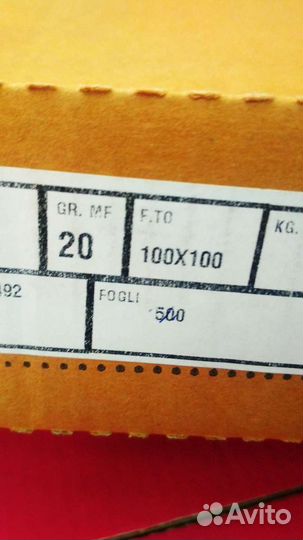 GR. MF F.TO KG.
20 100X100
492 FOGLI 500
Avito